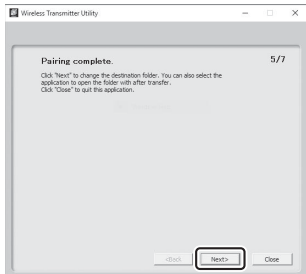 Wireless Transmitter Utility
Pairing complete.
5/7
Click "Next" to change the destination folder. You can also select the
application to open the folder with after transfer.
Click "Close" to quit this application.
<Back
Next>
Close